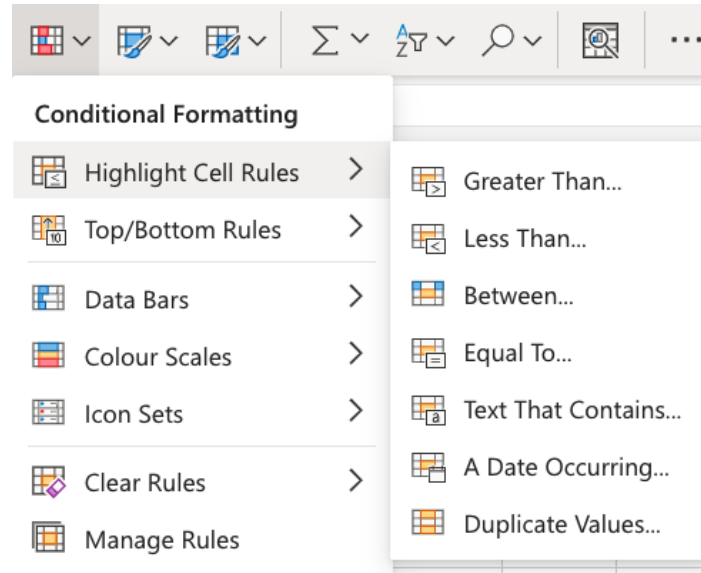 Conditional Formatting
Highlight Cell Rules
Top/Bottom Rules
Data Bars
Colour Scales
Icon Sets
Clear Rules
Manage Rules
Greater Than...
Less Than...
Between...
Equal To...
Text That Contains...
A Date Occurring...
Duplicate Values...